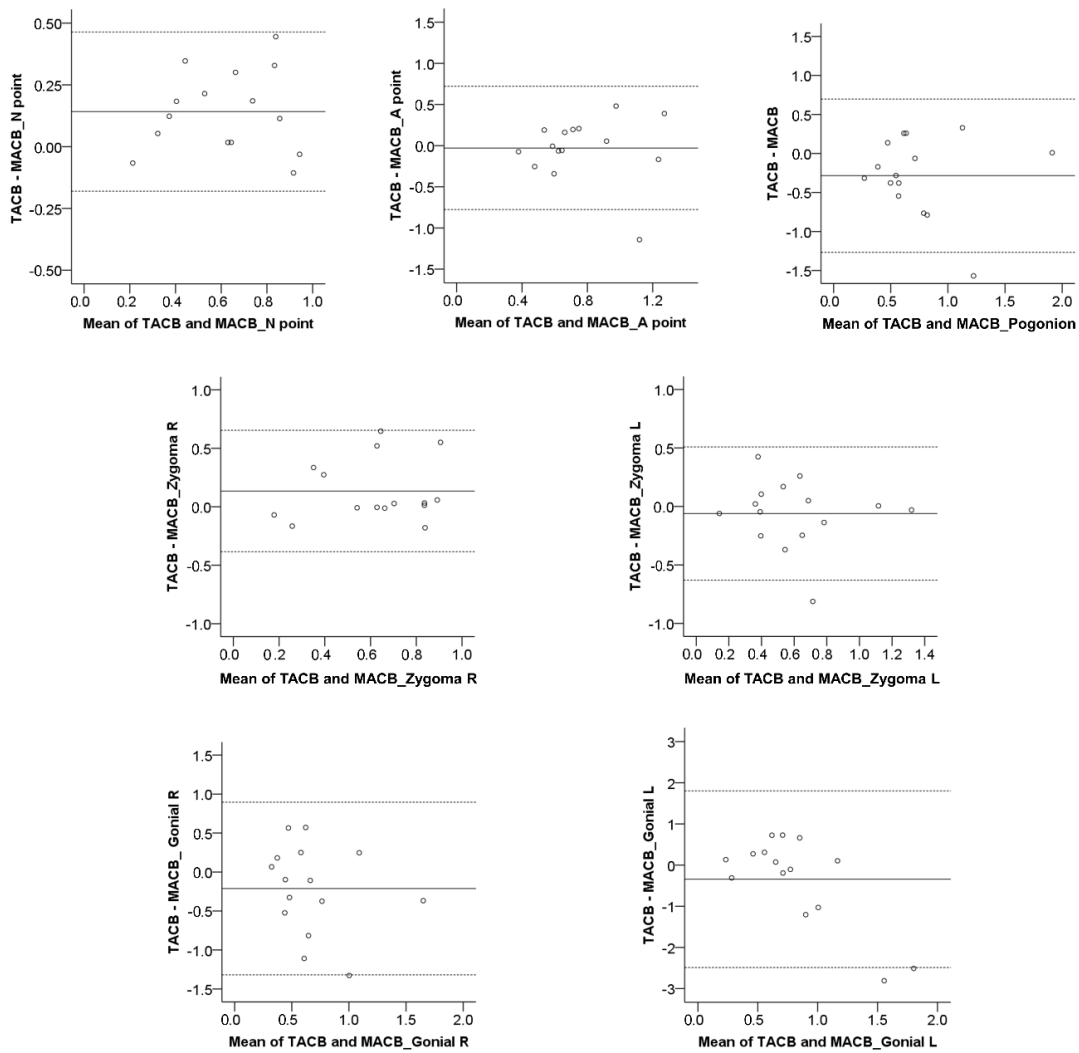 TACB - MACB_N point
0.50
0.25
0.00
-0.25
-0.50
0.0 0.2 0.4 0.6 0.8 1.0
Mean of TACB and MACB_N point
TACB - MACB_A point
1.5
1.0
0.5
0.0
-0.5
-1.0
-1.5
0.0 0.4 0.8 1.2
Mean of TACB and MACB_A point
TACB - MACB
1.5
1.0
0.5
0.0
-0.5
-1.0
-1.5
0.0 0.5 1.0 1.5 2.0
Mean of TACB and MACB_Pogonion
TACB - MACB_Zygoma R
1.0
0.5
0.0
-0.5
-1.0
0.0 0.2 0.4 0.6 0.8 1.0
Mean of TACB and MACB_Zygoma R
TACB - MACB_Zygoma L
1.0
0.5
0.0
-0.5
-1.0
0.0 0.2 0.4 0.6 0.8 1.0 1.2 1.4
Mean of TACB and MACB_Zygoma L
TACB - MACB_ Gonial R
1.5
1.0
0.5
0.0
-0.5
-1.0
-1.5
0.0 0.5 1.0 1.5 2.0
Mean of TACB and MACB_Gonial R
TACB - MACB_Gonial L
3
2
1
0
-1
-2
-3
0.0 0.5 1.0 1.5 2.0
Mean of TACB and MACB_Gonial L